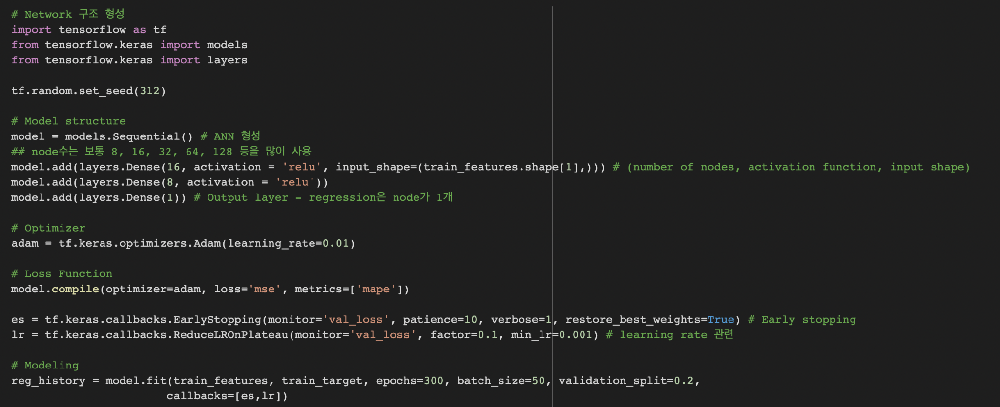 # Network 구조 형성
import tensorflow as tf
from tensorflow.keras import models
from tensorflow.keras import layers
tf.random.set_seed(312)
# Model structure
model = models.Sequential() # ANN 형성
## node수는 보통 8, 16, 32, 64, 128 등을 많이 사용
model.add(layers.Dense(16, activation = 'relu', input_shape=(train_features.shape[1],))) # (number of nodes, activation function, input shape)
model.add(layers.Dense(8, activation = 'relu'))
model.add(layers.Dense(1)) # Output layer - regression은 node가 1개
# Optimizer
adam = tf.keras.optimizers.Adam(learning_rate=0.01)
# Loss Function
model.compile(optimizer=adam, loss='mse', metrics=['mape'])
es = tf.keras.callbacks.EarlyStopping(monitor='val_loss', patience=10, verbose=1, restore_best_weights=True) # Early stopping
lr = tf.keras.callbacks.ReduceLROnPlateau(monitor='val_loss', factor=0.1, min_lr=0.001) # learning rate 관련
# Modeling
reg_history = model.fit(train_features, train_target, epochs=300, batch_size=50, validation_split=0.2,
callbacks=[es,lr])